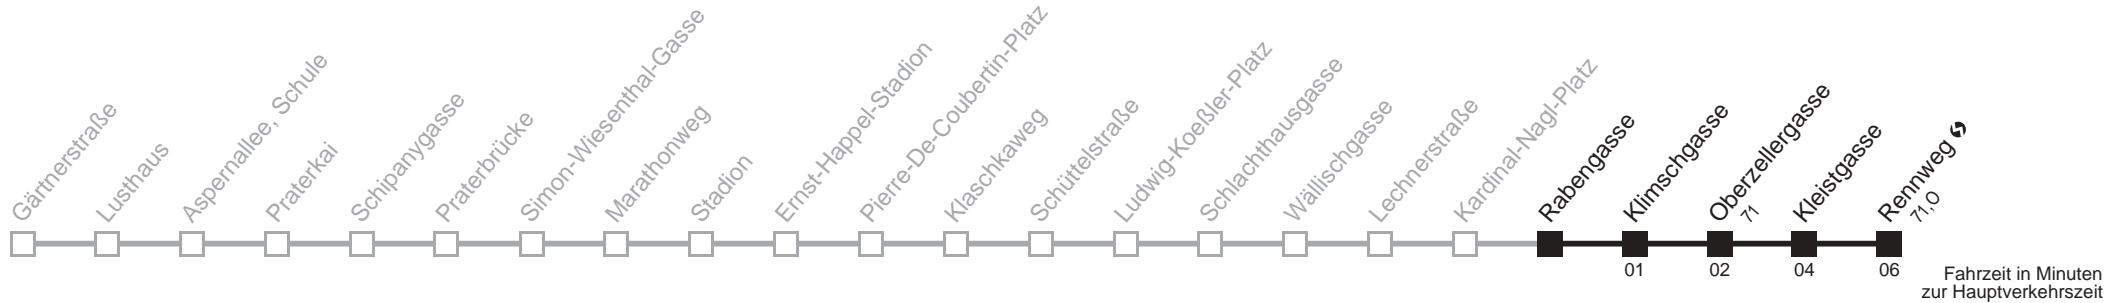 Gärtnerstraße
Lusthaus
Aspernallee, Schule
Praterkai
Schipanygasse
Praterbrücke
Simon-Wiesenthal-Gasse
Marathonweg
Stadion
Ernst-Happel-Stadion
Pierre-De-Coubertin-Platz
Klaschkaweg
Schüttelstraße
Ludwig-Koeßler-Platz
Schlachthausgasse
Wällischgasse
Lechnerstraße
Kardinal-Nagl-Platz
Rabengasse
Klimschgasse
Oberzellergasse
71
Kleistgasse
Rennweg
71,O
01
02
04
06
Fahrzeit in Minuten
zur Hauptverkehrszeit